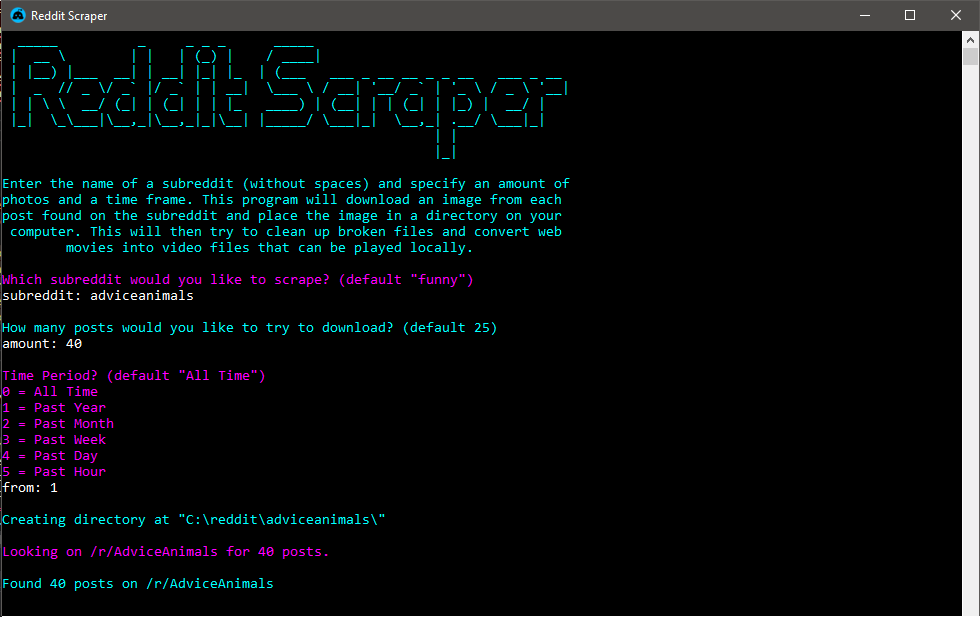 Reddit Scraper
Reddit Scraper
Enter the name of a subreddit (without spaces) and specify an amount of
photos and a time frame. This program will download an image from each
post found on the subreddit and place the image in a directory on your
computer. This will then try to clean up broken files and convert web
movies into video files that can be played locally.
Which subreddit would you like to scrape? (default "funny")
subreddit: adviceanimals
How many posts would you like to try to download? (default 25)
amount: 40
Time Period? (default "All Time")
0 = All Time
1 = Past Year
2 = Past Month
3 = Past Week
4 = Past Day
5 = Past Hour
from: 1
Creating directory at "C:\reddit\adviceanimals\"
Looking on /r/AdviceAnimals for 40 posts.
Found 40 posts on /r/AdviceAnimals